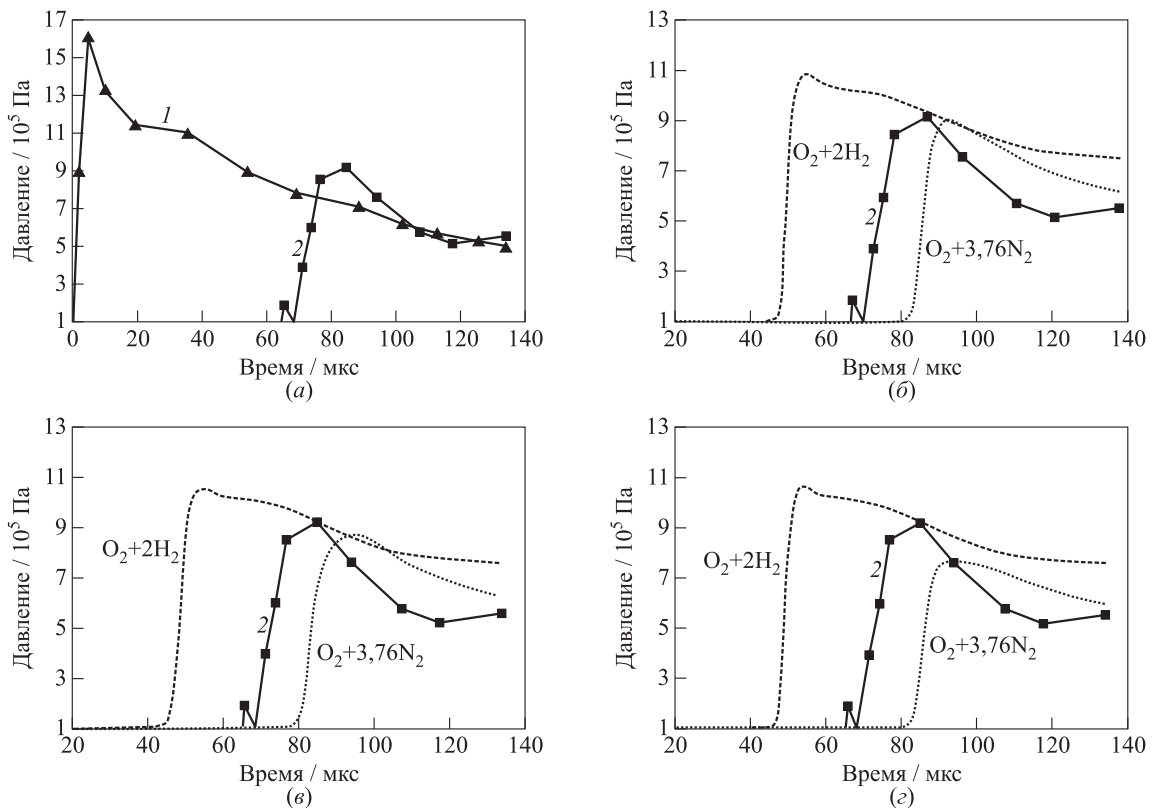 17
15
13
11
9
7
5
3
1
Давление / 10⁵ Па
1
2
0 20 40 60 80 100 120 140
Время / мкс
(а)
13
11
9
7
5
3
1
Давление / 10⁵ Па
O₂+2H₂
2
O₂+3,76N₂
20 40 60 80 100 120 140
Время / мкс
(б)
13
11
9
7
5
3
1
Давление / 10⁵ Па
O₂+2H₂
2
O₂+3,76N₂
20 40 60 80 100 120 140
Время / мкс
(в)
13
11
9
7
5
3
1
Давление / 10⁵ Па
O₂+2H₂
2
O₂+3,76N₂
20 40 60 80 100 120 140
Время / мкс
(г)